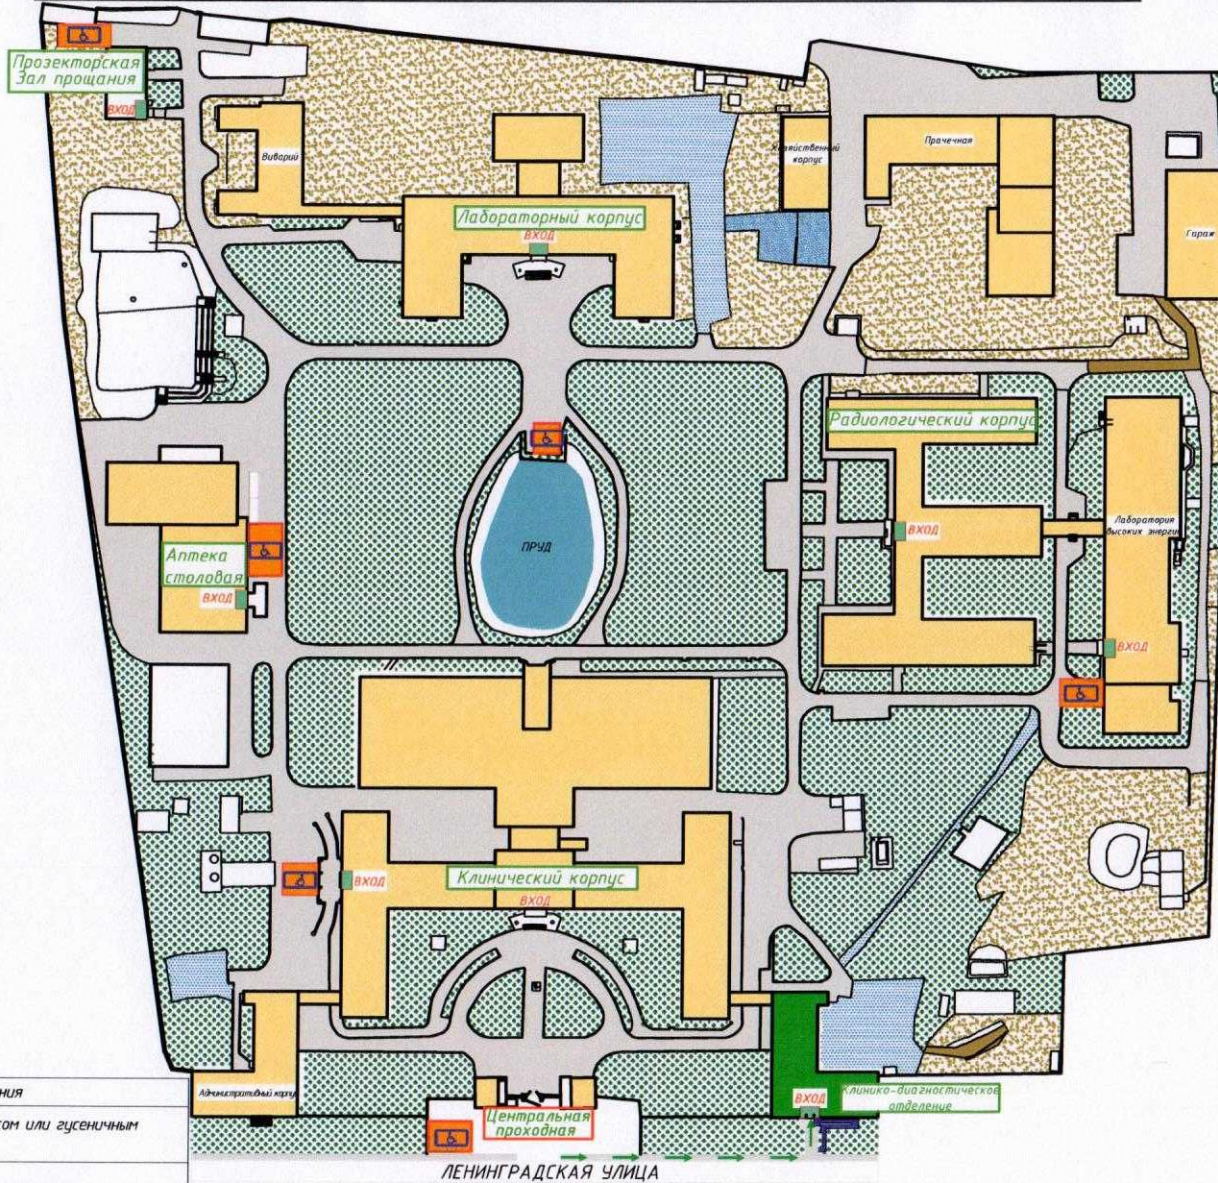 Прозекторская
Зал прощания
ВХОД
Виварий
Лабораторный корпус
ВХОД
Хозяйственный
корпус
Прачечная
Гараж
Радиологический корпус
ВХОД
Лаборатория
высоких энергий
ВХОД
ПРУД
Аптека
столовая
ВХОД
Клинический корпус
ВХОД
ВХОД
Административный корпус
Центральная
проходная
ВХОД
Клинико-диагностическое
отделение
ЛЕНИНГРАДСКАЯ УЛИЦА
ния
ом или гусеничным